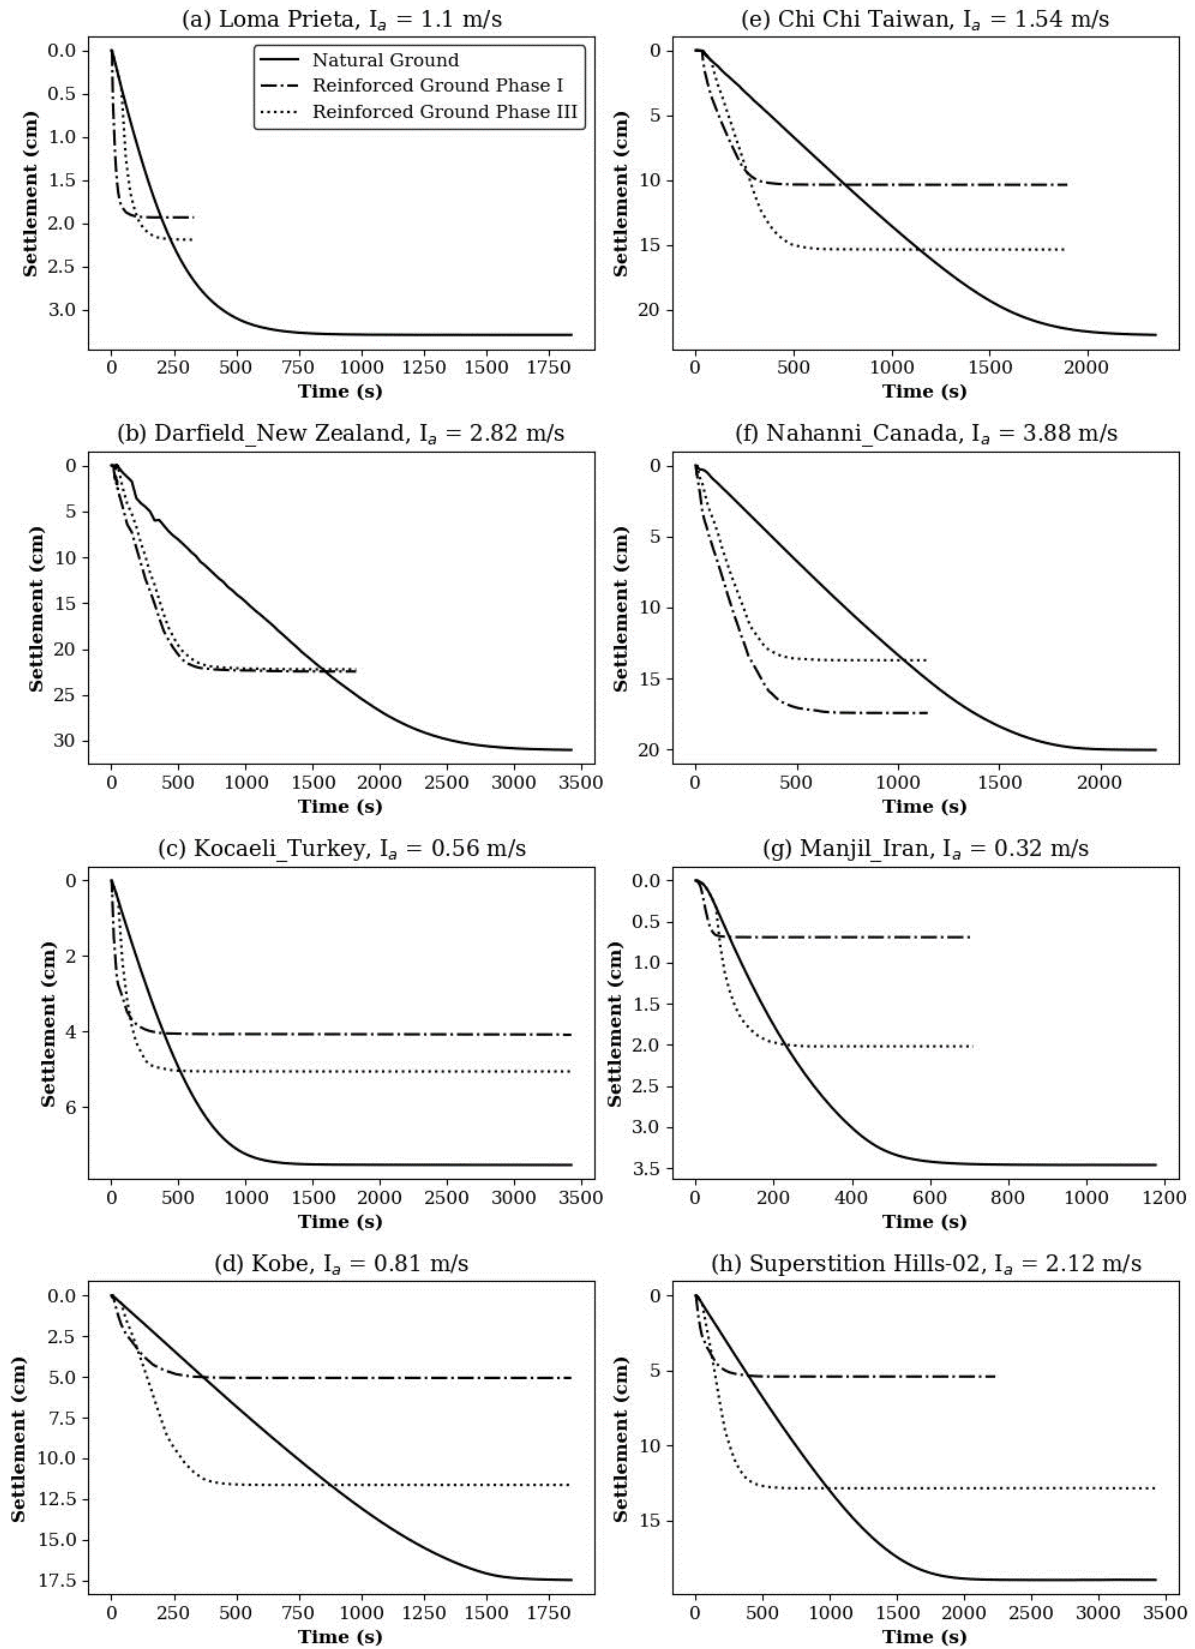 (a) Loma Prieta, Iₐ = 1.1 m/s
0.0
0.5
1.0
1.5
2.0
2.5
3.0
Settlement (cm)
Natural Ground
Reinforced Ground Phase I
Reinforced Ground Phase III
0 250 500 750 1000 1250 1500 1750
Time (s)
(e) Chi Chi Taiwan, Iₐ = 1.54 m/s
0
5
10
15
20
Settlement (cm)
0 500 1000 1500 2000
Time (s)
(b) Darfield_New Zealand, Iₐ = 2.82 m/s
0
5
10
15
20
25
30
Settlement (cm)
0 500 1000 1500 2000 2500 3000 3500
Time (s)
(f) Nahanni_Canada, Iₐ = 3.88 m/s
0
5
10
15
20
Settlement (cm)
0 500 1000 1500 2000
Time (s)
(c) Kocaeli_Turkey, Iₐ = 0.56 m/s
0
2
4
6
Settlement (cm)
0 500 1000 1500 2000 2500 3000 3500
Time (s)
(g) Manjil_Iran, Iₐ = 0.32 m/s
0.0
0.5
1.0
1.5
2.0
2.5
3.0
3.5
Settlement (cm)
0 200 400 600 800 1000 1200
Time (s)
(d) Kobe, Iₐ = 0.81 m/s
0.0
2.5
5.0
7.5
10.0
12.5
15.0
17.5
Settlement (cm)
0 250 500 750 1000 1250 1500 1750
Time (s)
(h) Superstition Hills-02, Iₐ = 2.12 m/s
0
5
10
15
Settlement (cm)
0 500 1000 1500 2000 2500 3000 3500
Time (s)